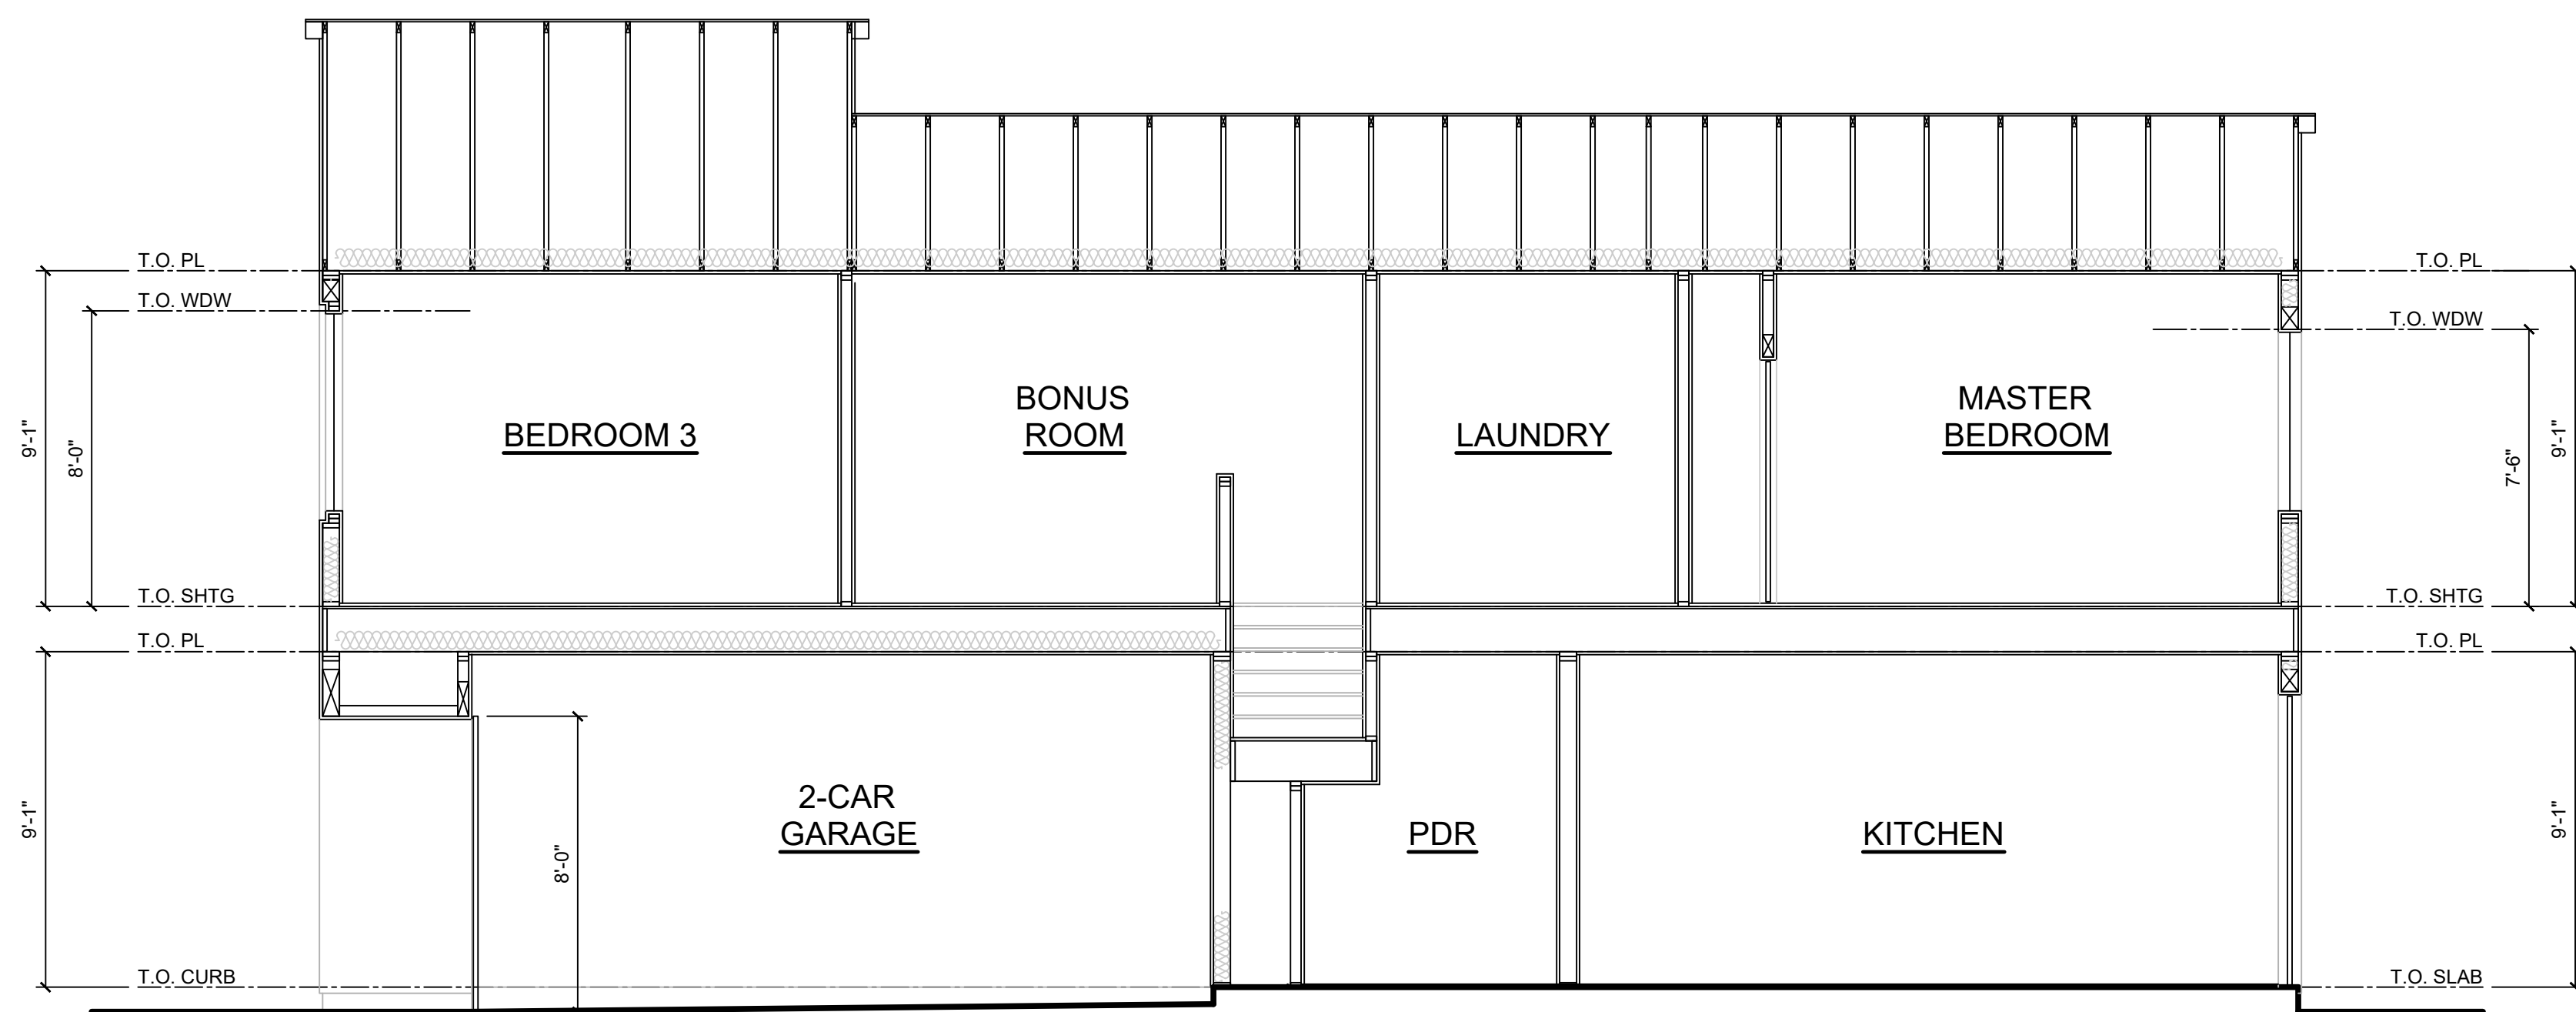 T.O. PL
T.O. PL
T.O. WDW
T.O. WDW
BEDROOM 3
BONUS
ROOM
LAUNDRY
MASTER
BEDROOM
9'-1"
8'-0"
7'-6"
9'-1"
T.O. SHTG
T.O. SHTG
T.O. PL
T.O. PL
2-CAR
GARAGE
PDR
KITCHEN
9'-1"
8'-0"
9'-1"
T.O. CURB
T.O. SLAB